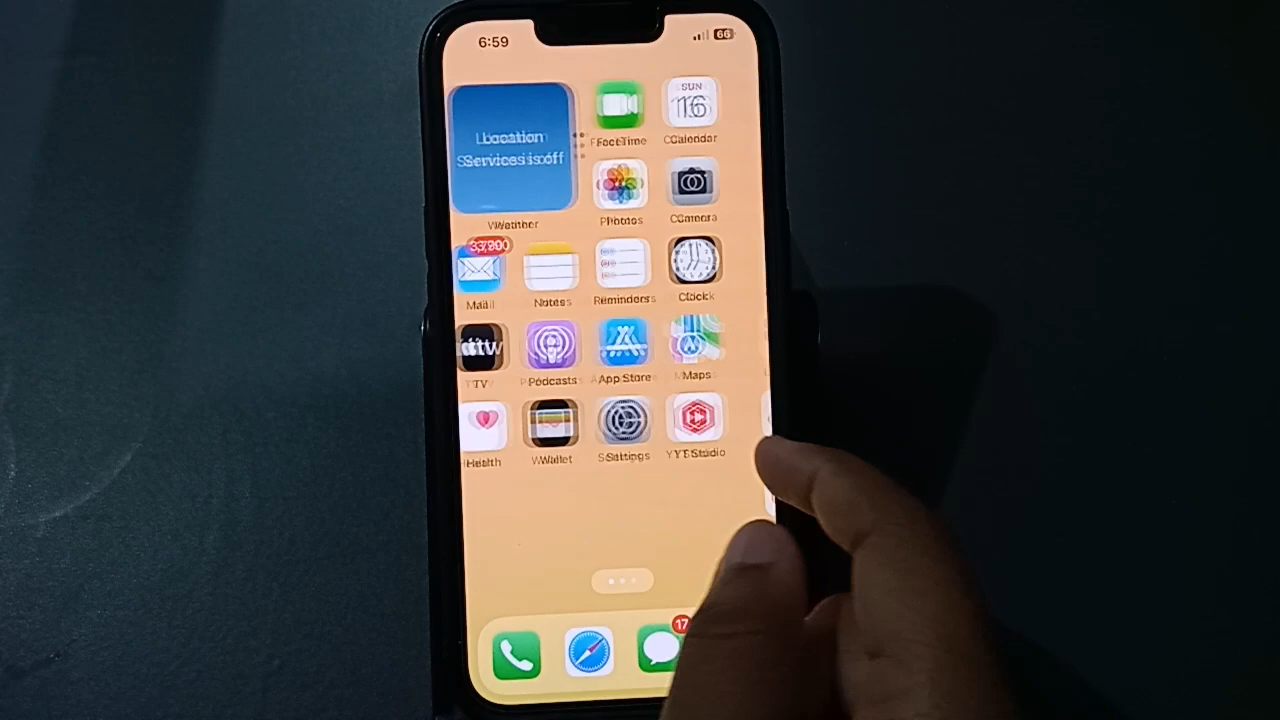 6:59
66
Location
Services is off
Weather
FaceTime
SUN
16
Calendar
Photos
Camera
Mail
Notes
Reminders
Clock
tv
TV
Podcasts
App Store
Maps
Health
Wallet
Settings
YT Studio
17